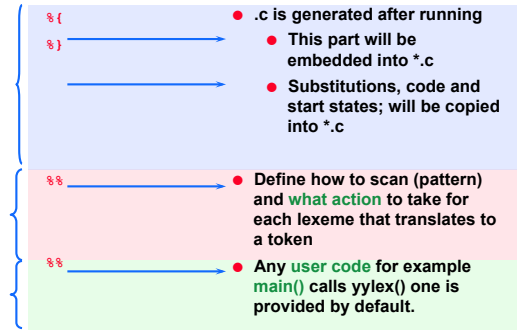 %{
.c is generated after running
%}
This part will be
embedded into *.c
Substitutions, code and
start states; will be copied
into *.c
%%
Define how to scan (pattern)
and what action to take for
each lexeme that translates to
a token
%%
Any user code for example
main() calls yylex() one is
provided by default.